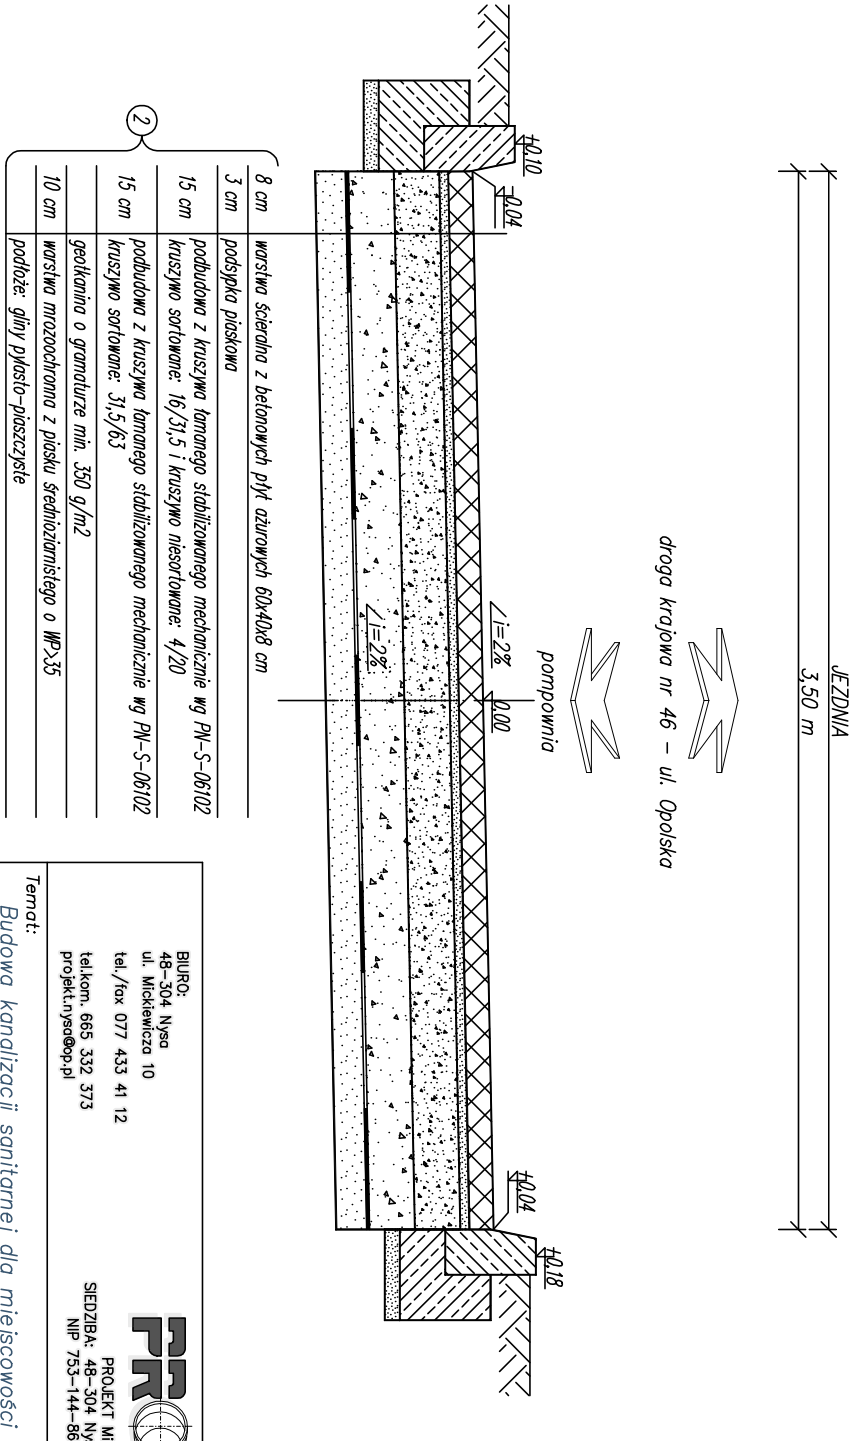 JEZDNIA
3,50 m
droga krajowa nr 46 - ul. Opolska
pompownia
+0.10
-0.04
∠i=2%
0.00
+0.04
+0.18
∠i=2%
2
8 cm warstwa ścieralna z betonowych płyt ażurowych 60x40x8 cm
3 cm podsypka piaskowa
15 cm podbudowa z kruszywa łamanego stabilizowanego mechanicznie wg PN-S-06102
kruszywo sortowane: 16/31,5 i kruszywo niesortowane: 4/20
15 cm podbudowa z kruszywa łamanego stabilizowanego mechanicznie wg PN-S-06102
kruszywo sortowane: 31,5/63
geotkanina o gramaturze min. 350 g/m2
10 cm warstwa mrozoochronna z piasku średnioziarnistego o WP>35
podłoże: gliny pylasto-piaszczyste
BIURO:
48-304 Nysa
ul. Mickiewicza 10
tel./fax 077 433 41 12
tel.kom. 665 332 373
projekt.nysa@op.pl
PR
PROJEKT Mi
SIEDZIBA: 48-304 Ny
NIP 753-144-86
Temat:
Budowa kanalizacji sanitarnej dla miejscowości